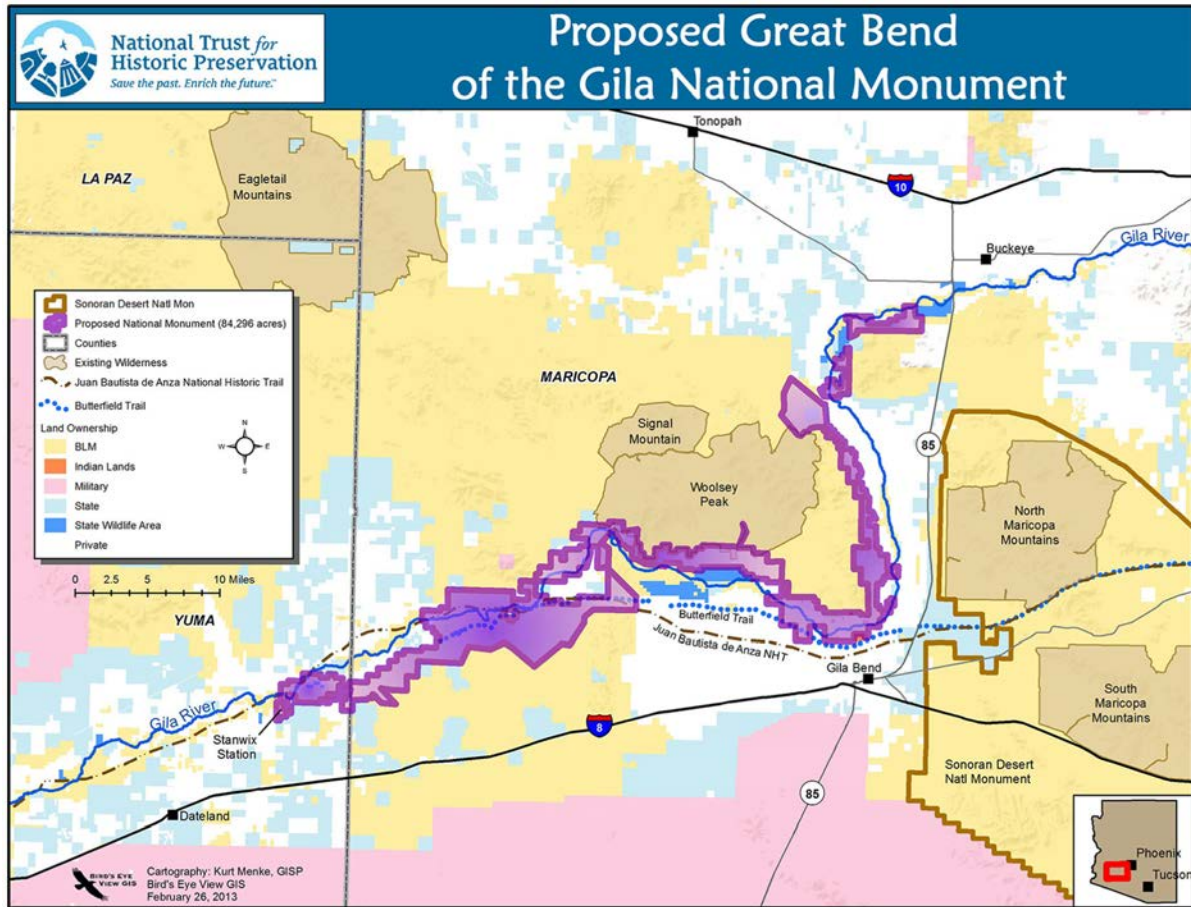 National Trust for
Historic Preservation
Save the past. Enrich the future.™
Proposed Great Bend
of the Gila National Monument
Tonopah
LA PAZ
Eagletail
Mountains
10
Buckeye
Gila River
Sonoran Desert Natl Mon
Proposed National Monument (84,296 acres)
Counties
Existing Wilderness
Juan Bautista de Anza National Historic Trail
Butterfield Trail
Land Ownership
BLM
Indian Lands
Military
State
State Wildlife Area
Private
N
W
E
S
0 2.5 5 10 Miles
MARICOPA
Signal
Mountain
Woolsey
Peak
85
North
Maricopa
Mountains
YUMA
Butterfield Trail
Juan Bautista de Anza NHT
Gila Bend
Gila River
Stanwix
Station
8
South
Maricopa
Mountains
Sonoran Desert
Natl Monument
85
Dateland
BIRD'S EYE
VIEW GIS
Cartography: Kurt Menke, GISP
Bird's Eye View GIS
February 26, 2013
Phoenix
Tucson